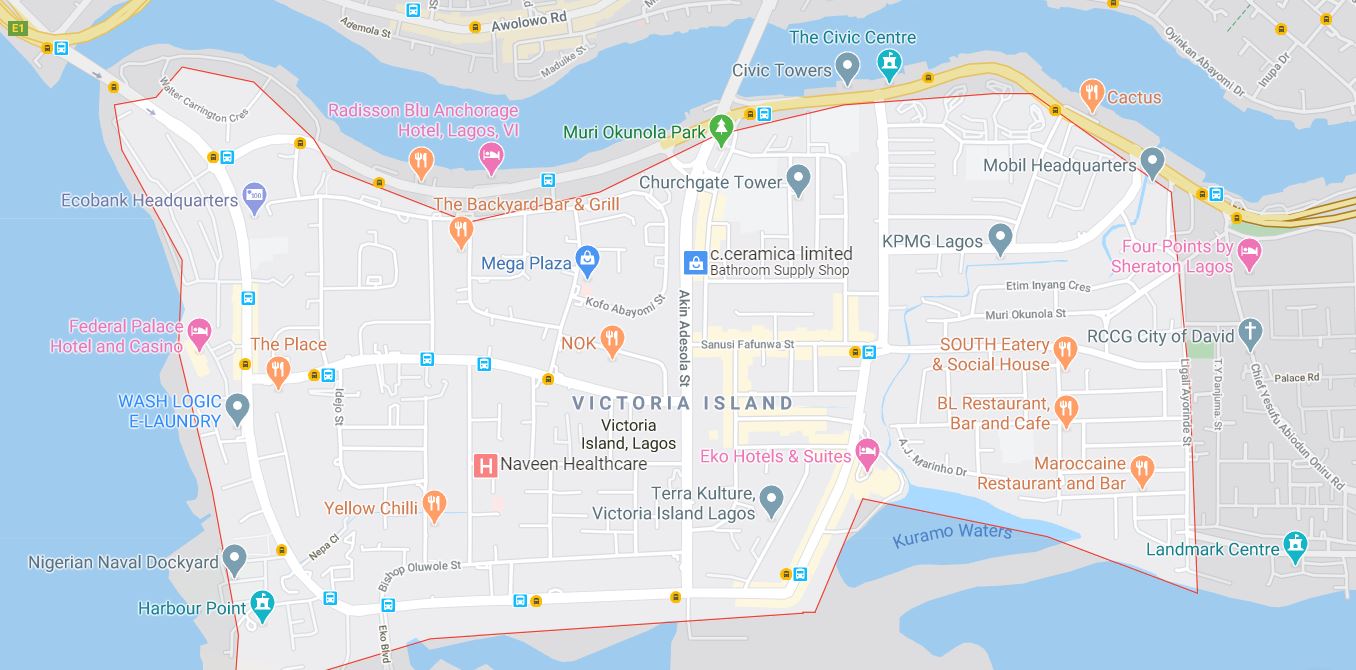 E1
Awolowo Rd
Ademola St
Maduike St
Oyinkan Abayomi Dr
Inupa Dr
The Civic Centre
Civic Towers
Cactus
Walter Carrington Cres
Radisson Blu Anchorage
Hotel, Lagos, VI
Muri Okunola Park
Mobil Headquarters
Churchgate Tower
Ecobank Headquarters
The Backyard-Bar & Grill
KPMG Lagos
Four Points by
Sheraton Lagos
c.ceramica limited
Bathroom Supply Shop
Mega Plaza
Etim Inyang Cres
Kofo Abayomi St
Akin Adesola St
Muri Okunola St
Federal Palace
Hotel and Casino
The Place
NOK
Sanusi Fafunwa St
SOUTH Eatery
& Social House
RCCG City of David
Palace Rd
T.Y Danjuma St
Ligali Ayorinde St
Chief Yesufu Abiodun Oniru Rd
WASH LOGIC
E-LAUNDRY
Idejo St
VICTORIA ISLAND
Victoria
Island, Lagos
BL Restaurant,
Bar and Cafe
Naveen Healthcare
Eko Hotels & Suites
A.J. Marinho Dr
Maroccaine
Restaurant and Bar
Yellow Chilli
Terra Kulture,
Victoria Island Lagos
Kuramo Waters
Nepa Cl
Landmark Centre
Nigerian Naval Dockyard
Bishop Oluwole St
Harbour Point
Eko Blvd